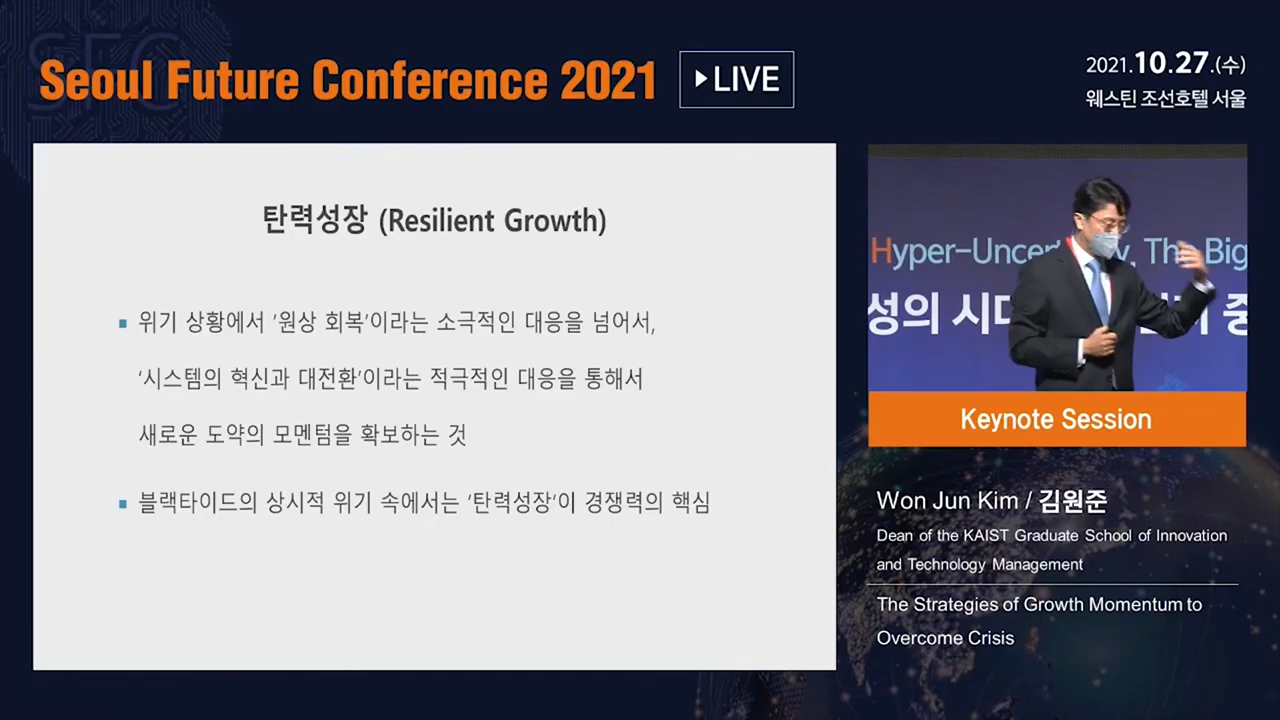 SFC
Seoul Future Conference 2021
LIVE
2021.10.27.(수)
웨스틴 조선호텔 서울
탄력성장 (Resilient Growth)
▪ 위기 상황에서 ‘원상 회복’이라는 소극적인 대응을 넘어서,
‘시스템의 혁신과 대전환’이라는 적극적인 대응을 통해서
새로운 도약의 모멘텀을 확보하는 것
▪ 블랙타이드의 상시적 위기 속에서는 ‘탄력성장’이 경쟁력의 핵심
Hyper-Uncer y, The Big
성의 시대 중
Keynote Session
Won Jun Kim / 김원준
Dean of the KAIST Graduate School of Innovation
and Technology Management
The Strategies of Growth Momentum to
Overcome Crisis